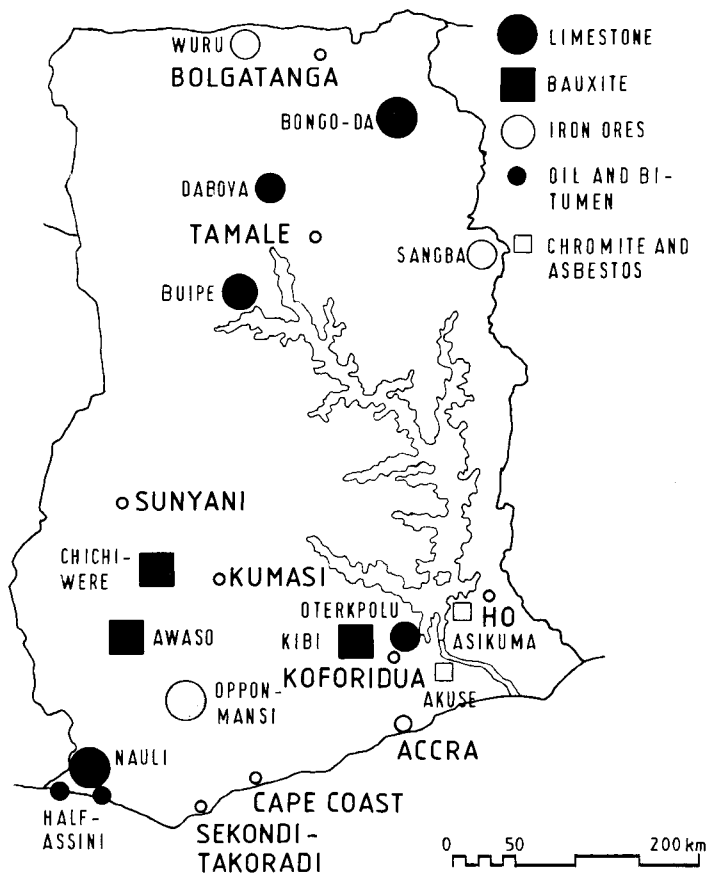 WURU
BOLGATANGA
BONGO-DA
DABOYA
TAMALE
SANGBA
BUIPE
SUNYANI
CHICHI-
WERE
KUMASI
OTERKPOLU
HO
ASIKUMA
AWASO
KIBI
KOFORIDUA
AKUSE
OPPON-
MANSI
ACCRA
NAULI
CAPE COAST
HALF-
ASSINI
SEKONDI-
TAKORADI
LIMESTONE
BAUXITE
IRON ORES
OIL AND BI-
TUMEN
CHROMITE AND
ASBESTOS
0 50 200 km